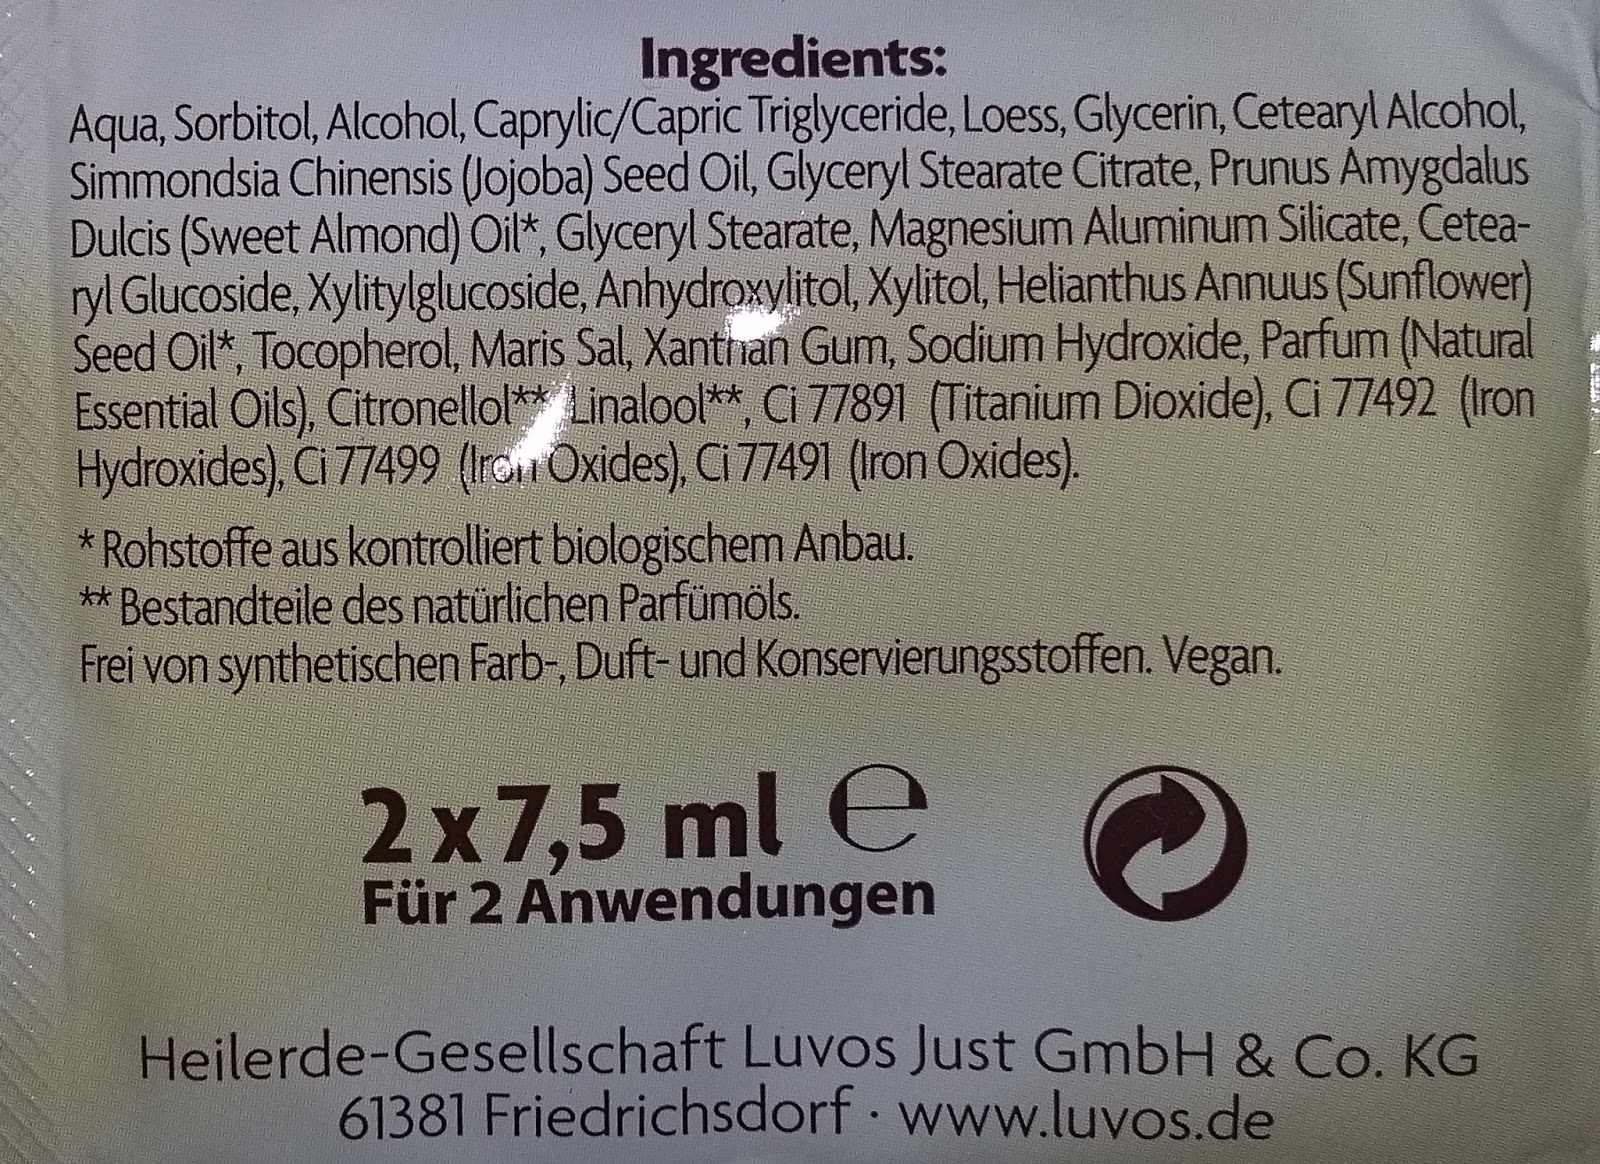 Ingredients:
Aqua, Sorbitol, Alcohol, Caprylic/Capric Triglyceride, Loess, Glycerin, Cetearyl Alcohol,
Simmondsia Chinensis (Jojoba) Seed Oil, Glyceryl Stearate Citrate, Prunus Amygdalus
Dulcis (Sweet Almond) Oil*, Glyceryl Stearate, Magnesium Aluminum Silicate, Cetea-
ryl Glucoside, Xylitylglucoside, Anhydroxylitol, Xylitol, Helianthus Annuus (Sunflower)
Seed Oil*, Tocopherol, Maris Sal, Xanthan Gum, Sodium Hydroxide, Parfum (Natural
Essential Oils), Citronellol**, Linalool**, Ci 77891 (Titanium Dioxide), Ci 77492 (Iron
Hydroxides), Ci 77499 (Iron Oxides), Ci 77491 (Iron Oxides).
* Rohstoffe aus kontrolliert biologischem Anbau.
** Bestandteile des natürlichen Parfümöls.
Frei von synthetischen Farb-, Duft- und Konservierungsstoffen. Vegan.
2 x 7,5 ml ℮
Für 2 Anwendungen
Heilerde-Gesellschaft Luvos Just GmbH & Co. KG
61381 Friedrichsdorf · www.luvos.de